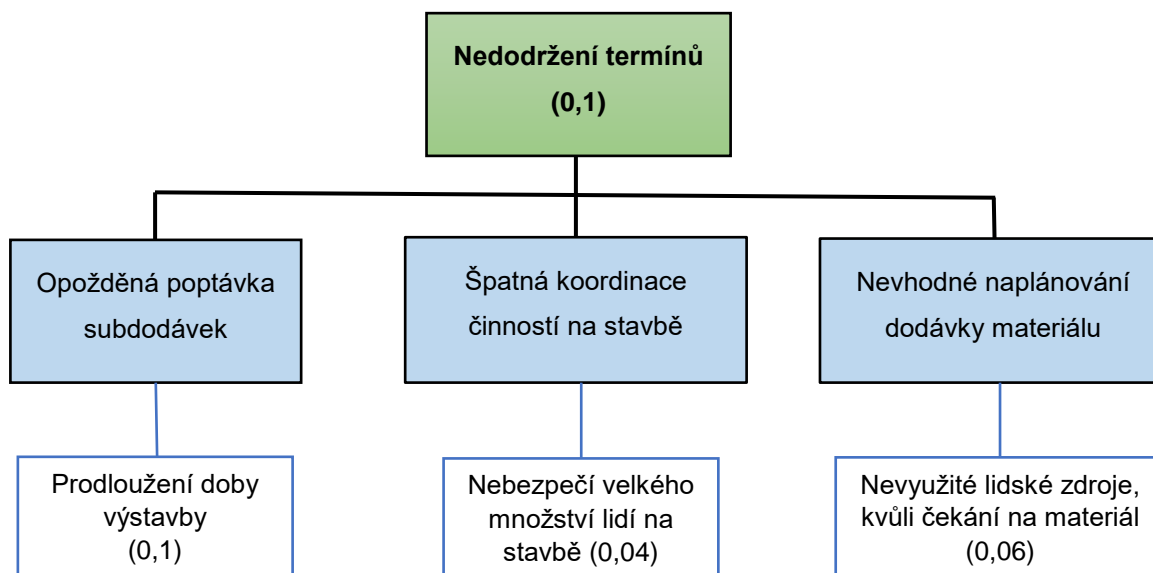 Nedodržení termínů
(0,1)
Opožděná poptávka
subdodávek
Špatná koordinace
činností na stavbě
Nevhodné naplánování
dodávky materiálu
Prodloužení doby
výstavby
(0,1)
Nebezpečí velkého
množství lidí na
stavbě (0,04)
Nevyužité lidské zdroje,
kvůli čekání na materiál
(0,06)